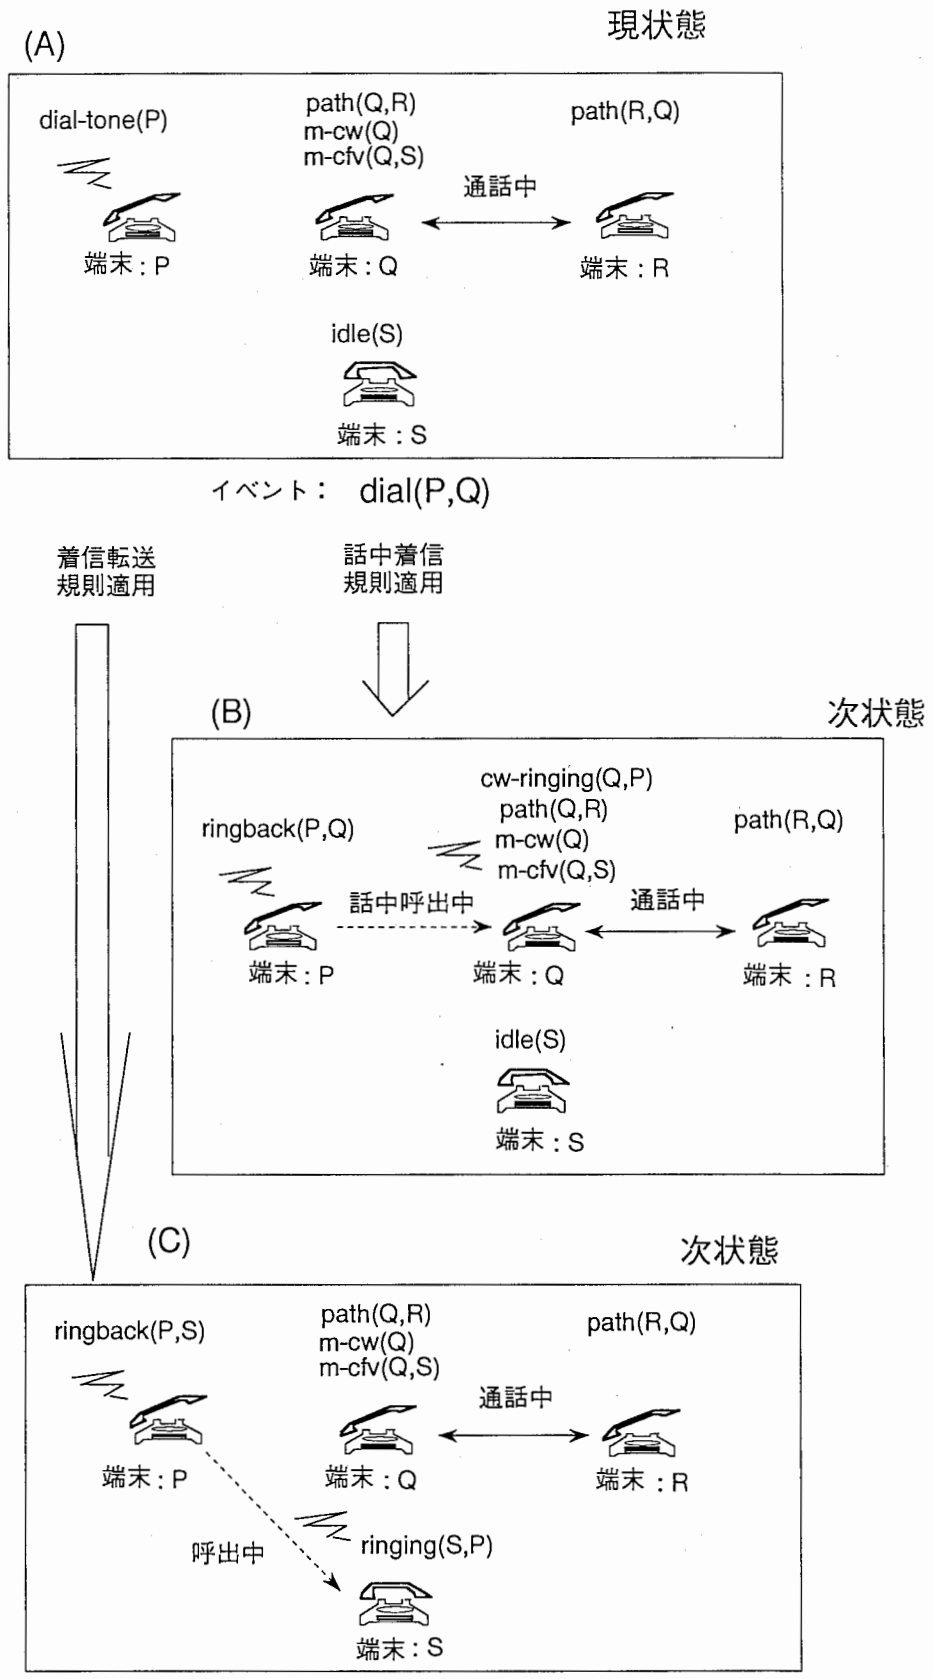 (A)
現状態
dial-tone(P)
path(Q,R)
m-cw(Q)
m-cfv(Q,S)
path(R,Q)
通話中
端末：P
端末：Q
端末：R
idle(S)
端末：S
イベント： dial(P,Q)
着信転送
規則適用
話中着信
規則適用
(B)
次状態
cw-ringing(Q,P)
path(Q,R)
m-cw(Q)
m-cfv(Q,S)
ringback(P,Q)
path(R,Q)
話中呼出中
通話中
端末：P
端末：Q
端末：R
idle(S)
端末：S
(C)
次状態
ringback(P,S)
path(Q,R)
m-cw(Q)
m-cfv(Q,S)
path(R,Q)
通話中
端末：P
端末：Q
端末：R
呼出中
ringing(S,P)
端末：S